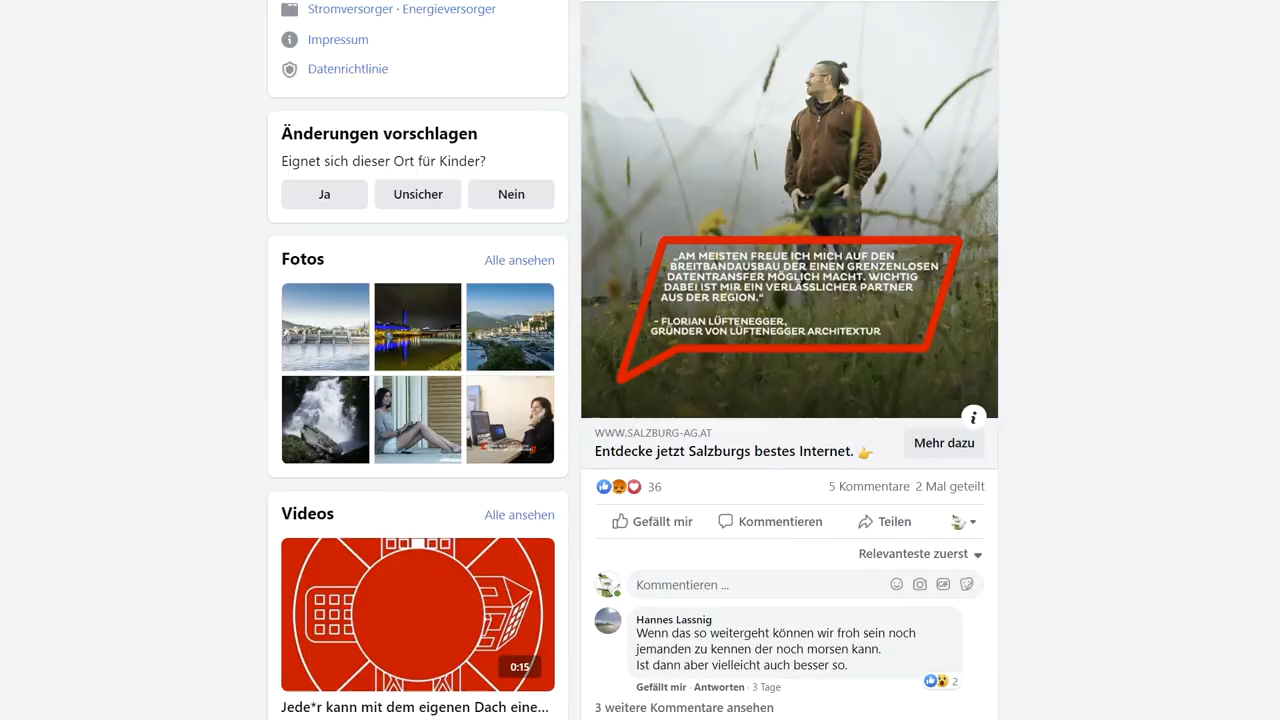 Stromversorger · Energieversorger
Impressum
Datenrichtlinie
Änderungen vorschlagen
Eignet sich dieser Ort für Kinder?
Ja
Unsicher
Nein
Fotos
Alle ansehen
Videos
Alle ansehen
0:15
Jede*r kann mit dem eigenen Dach eine...
„AM MEISTEN FREUE ICH MICH AUF DEN
BREITBANDAUSBAU DER EINEN GRENZENLOSEN
DATENTRANSFER MÖGLICH MACHT. WICHTIG
DABEI IST MIR EIN VERLÄSSLICHER PARTNER
AUS DER REGION.“
– FLORIAN LÜFTENEGGER,
GRÜNDER VON LÜFTENEGGER ARCHITEXTUR
WWW.SALZBURG-AG.AT
Entdecke jetzt Salzburgs bestes Internet.
Mehr dazu
36
5 Kommentare 2 Mal geteilt
Gefällt mir
Kommentieren
Teilen
Relevanteste zuerst
Kommentieren ...
GIF
Hannes Lassnig
Wenn das so weitergeht können wir froh sein noch
jemanden zu kennen der noch morsen kann.
Ist dann aber vielleicht auch besser so.
2
Gefällt mir · Antworten · 3 Tage
3 weitere Kommentare ansehen